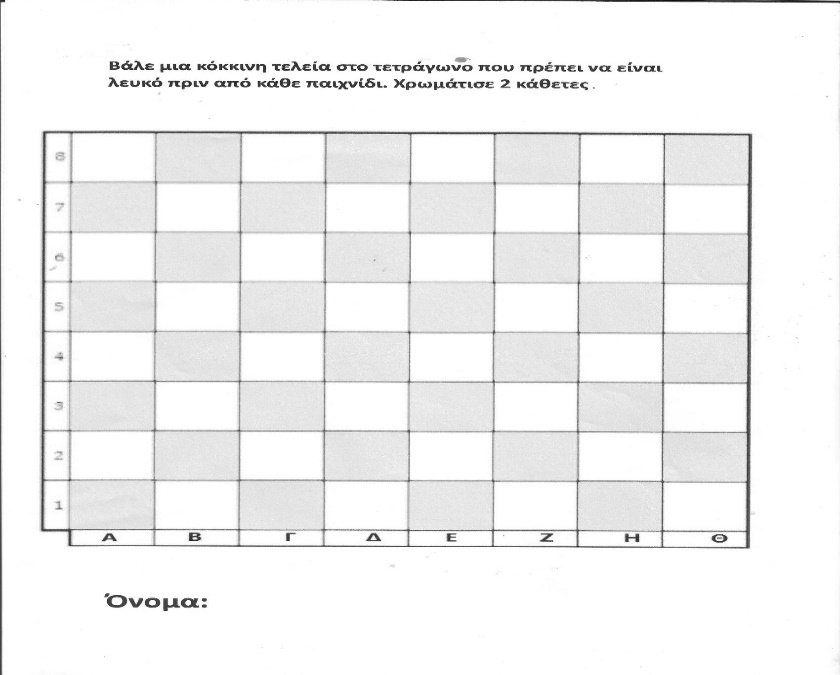 Βάλε μια κόκκινη τελεία στο τετράγωνο που πρέπει να είναι
λευκό πριν από κάθε παιχνίδι. Χρωμάτισε 2 κάθετες.
8
7
6
5
4
3
2
1
Α Β Γ Δ Ε Ζ Η Θ
Όνομα: